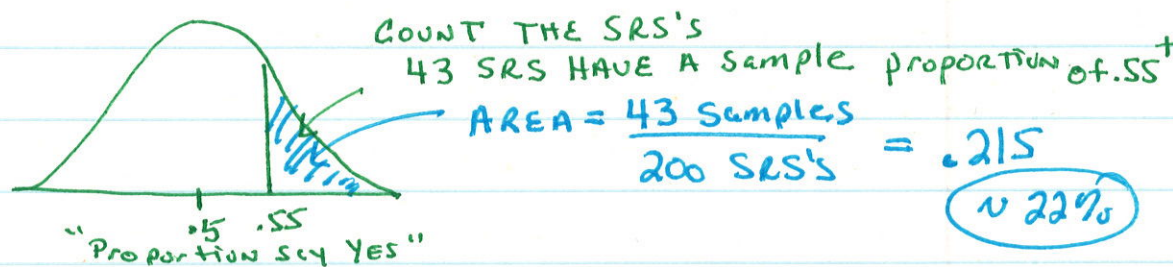 COUNT THE SRS'S
43 SRS HAVE A Sample proportion of .55+
AREA = 43 Samples
200 SRS'S
= .215
~ 22%
.5 .55
"Proportion say YES"